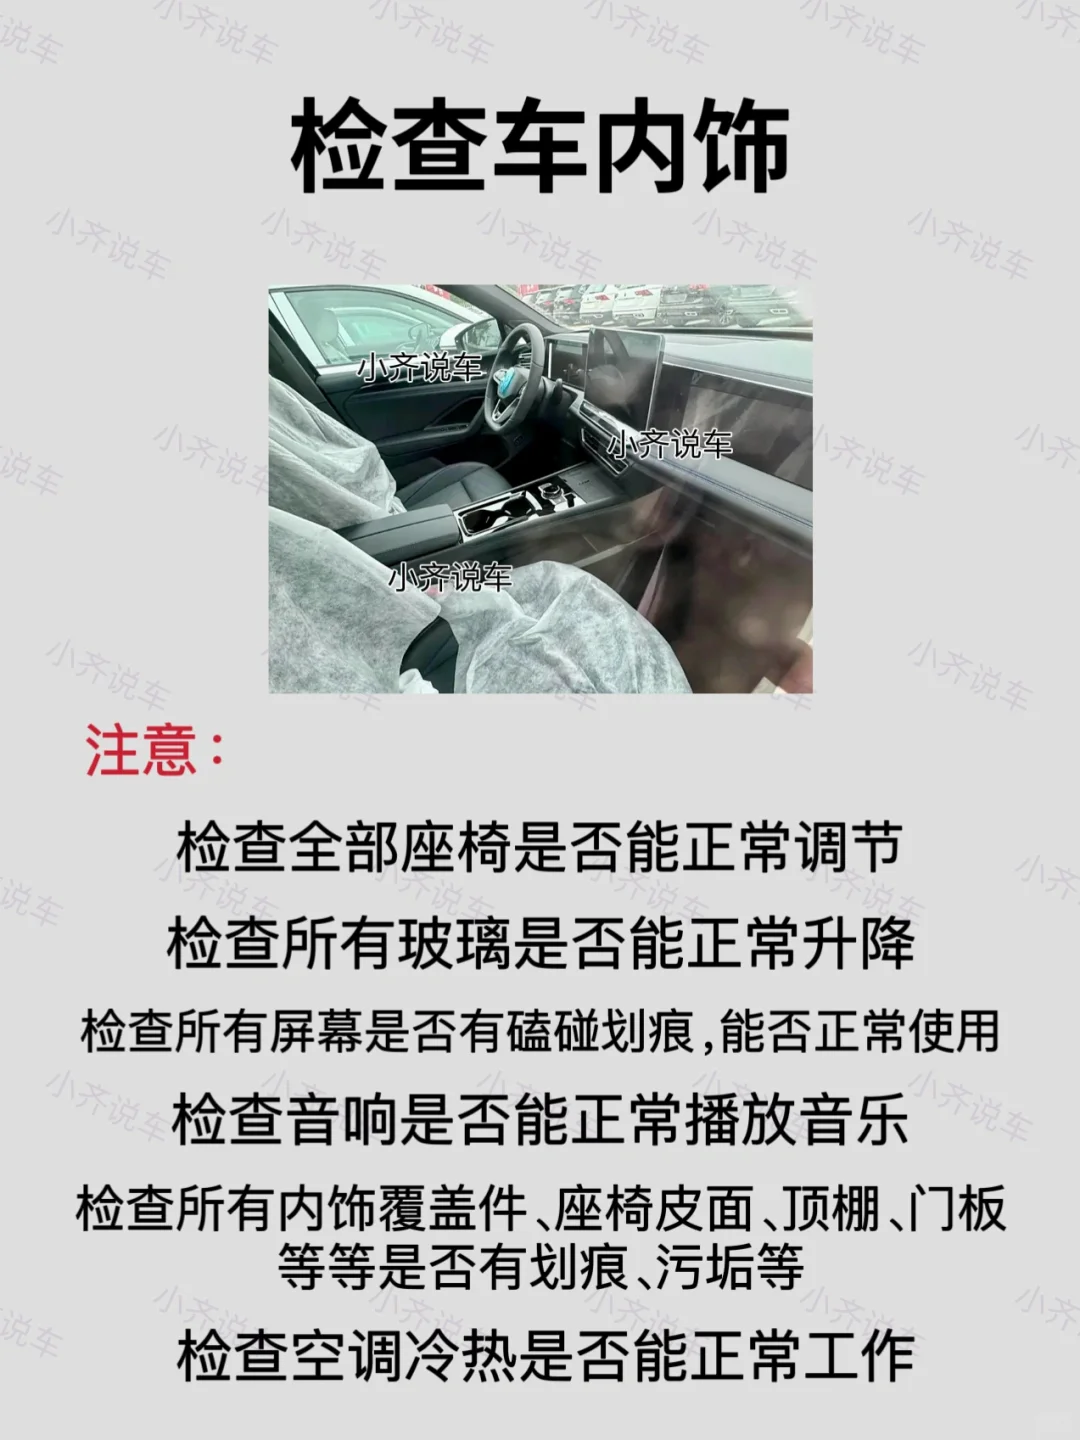 检查车内饰
小齐说车
小齐说车
小齐说车
注意：
检查全部座椅是否能正常调节
检查所有玻璃是否能正常升降
检查所有屏幕是否有磕碰划痕,能否正常使用
检查音响是否能正常播放音乐
检查所有内饰覆盖件、座椅皮面、顶棚、门板
等等是否有划痕、污垢等
检查空调冷热是否能正常工作